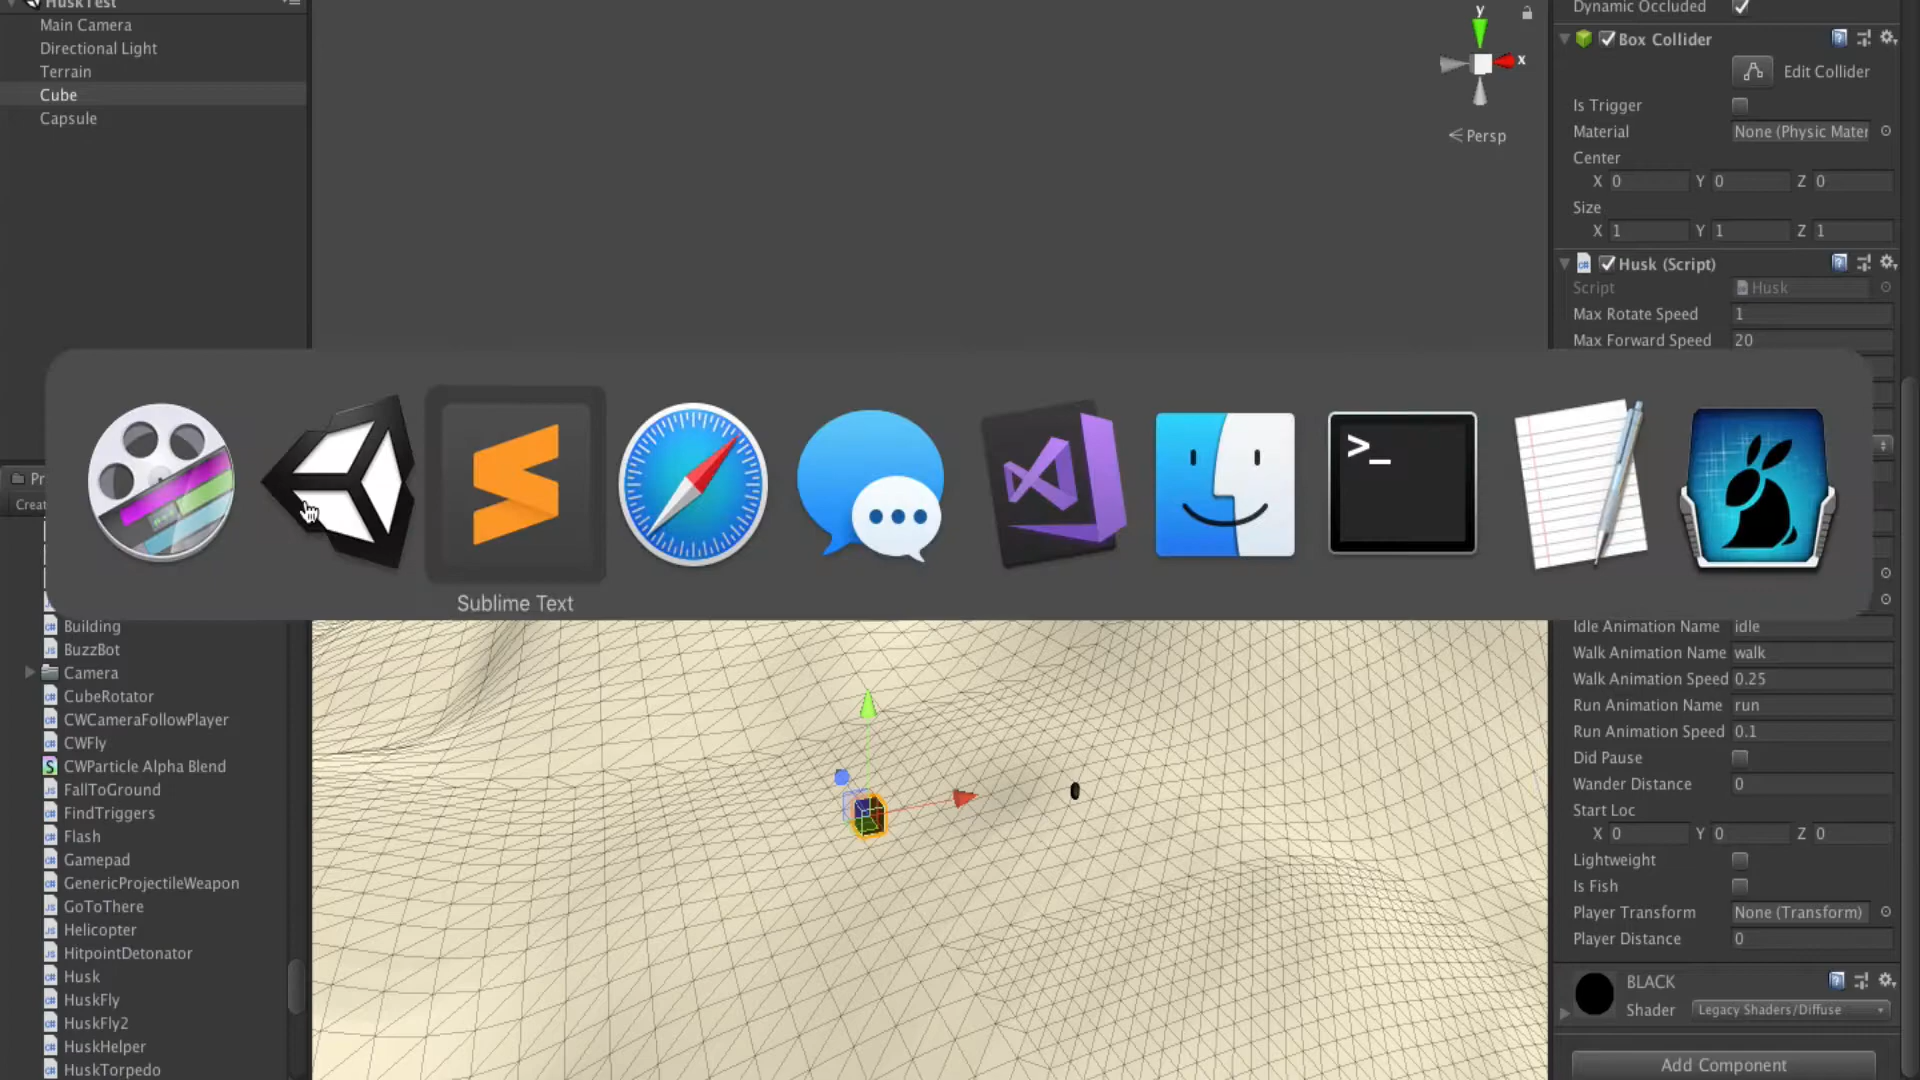 HuskTest
Main Camera
Directional Light
Terrain
Cube
Capsule
y
x
Persp
Dynamic Occluded
Box Collider
Edit Collider
Is Trigger
Material None (Physic Mater
Center
X 0 Y 0 Z 0
Size
X 1 Y 1 Z 1
Husk (Script)
Script Husk
Max Rotate Speed 1
Max Forward Speed 20
Pr
Creat
>_
Sublime Text
Building
BuzzBot
Camera
CubeRotator
CWCameraFollowPlayer
CWFly
CWParticle Alpha Blend
FallToGround
FindTriggers
Flash
Gamepad
GenericProjectileWeapon
GoToThere
Helicopter
HitpointDetonator
Husk
HuskFly
HuskFly2
HuskHelper
HuskTorpedo
Idle Animation Name idle
Walk Animation Name walk
Walk Animation Speed 0.25
Run Animation Name run
Run Animation Speed 0.1
Did Pause
Wander Distance 0
Start Loc
X 0 Y 0 Z 0
Lightweight
Is Fish
Player Transform None (Transform)
Player Distance 0
BLACK
Shader Legacy Shaders/Diffuse
Add Component